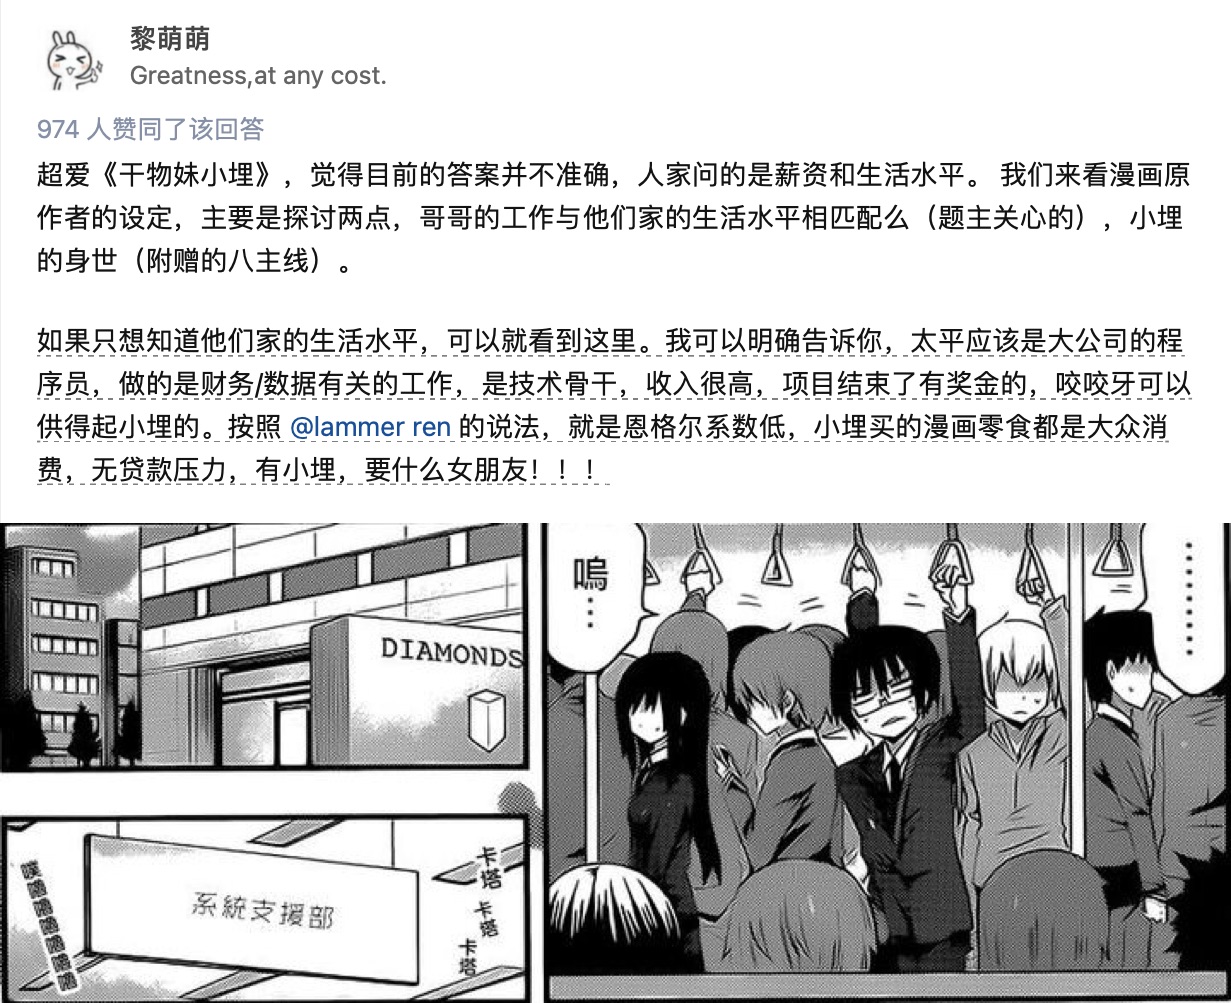 黎萌萌
Greatness,at any cost.
974 人赞同了该回答
超爱《干物妹小埋》，觉得目前的答案并不准确，人家问的是薪资和生活水平。 我们来看漫画原
作者的设定，主要是探讨两点，哥哥的工作与他们家的生活水平相匹配么（题主关心的），小埋
的身世（附赠的八主线）。
如果只想知道他们家的生活水平，可以就看到这里。我可以明确告诉你，太平应该是大公司的程
序员，做的是财务/数据有关的工作，是技术骨干，收入很高，项目结束了有奖金的，咬咬牙可以
供得起小埋的。按照 @lammer ren 的说法，就是恩格尔系数低，小埋买的漫画零食都是大众消
费，无贷款压力，有小埋，要什么女朋友！！！
DIAMONDS
嗚…
………
系統支援部
噗嚕嚕嚕嚕嚕嚕
卡塔
卡塔
卡塔